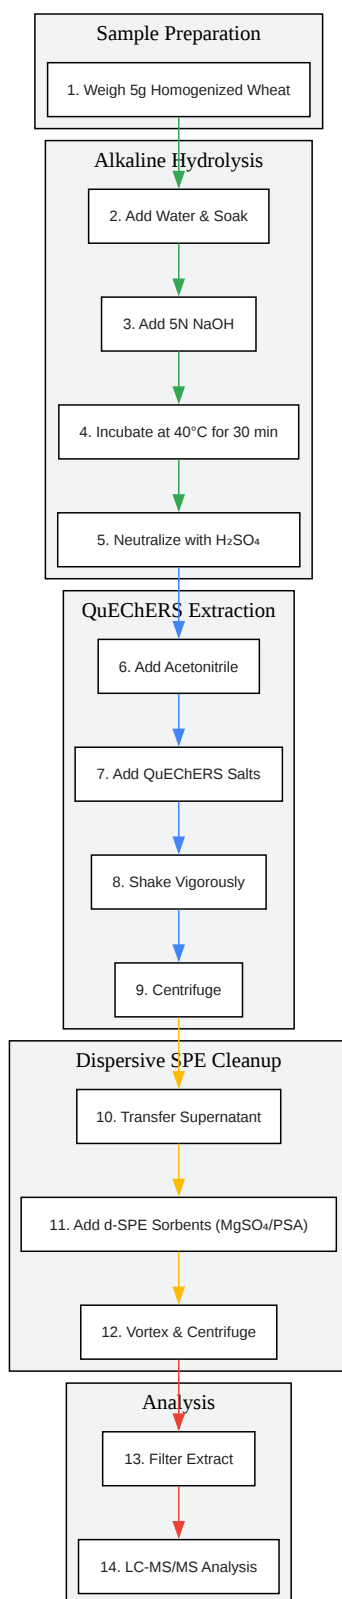 Sample Preparation
1. Weigh 5g Homogenized Wheat
Alkaline Hydrolysis
2. Add Water & Soak
3. Add 5N NaOH
4. Incubate at 40°C for 30 min
5. Neutralize with H₂SO₄
QuEChERS Extraction
6. Add Acetonitrile
7. Add QuEChERS Salts
8. Shake Vigorously
9. Centrifuge
Dispersive SPE Cleanup
10. Transfer Supernatant
11. Add d-SPE Sorbents (MgSO₄/PSA)
12. Vortex & Centrifuge
Analysis
13. Filter Extract
14. LC-MS/MS Analysis